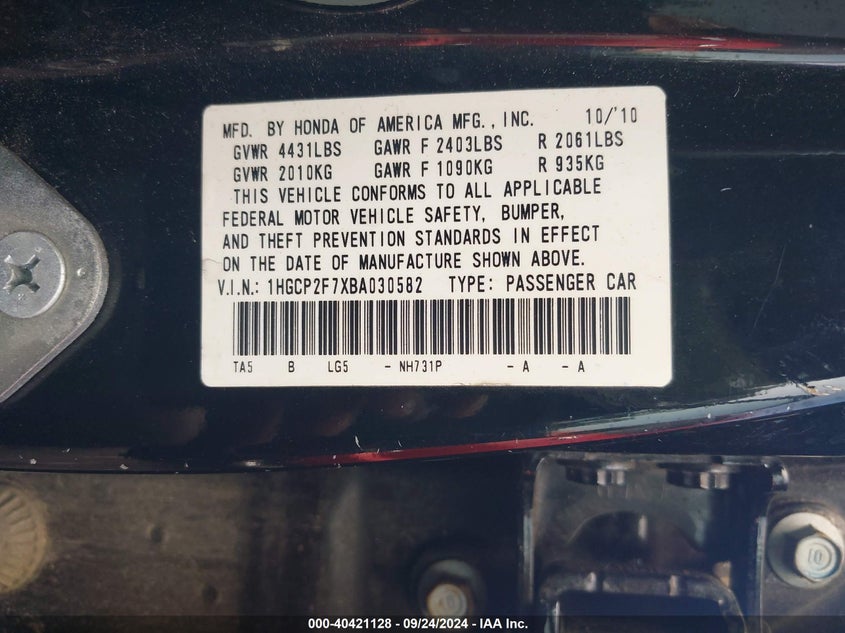 MFD. BY HONDA OF AMERICA MFG., INC. 10/'10
GVWR 4431LBS GAWR F 2403LBS R 2061LBS
GVWR 2010KG GAWR F 1090KG R 935KG
THIS VEHICLE CONFORMS TO ALL APPLICABLE
FEDERAL MOTOR VEHICLE SAFETY, BUMPER,
AND THEFT PREVENTION STANDARDS IN EFFECT
ON THE DATE OF MANUFACTURE SHOWN ABOVE.
V.I.N.: 1HGCP2F7XBA030582 TYPE: PASSENGER CAR
TA5 B LG5 - NH731P - A - A
10
000-40421128 - 09/24/2024 - IAA Inc.